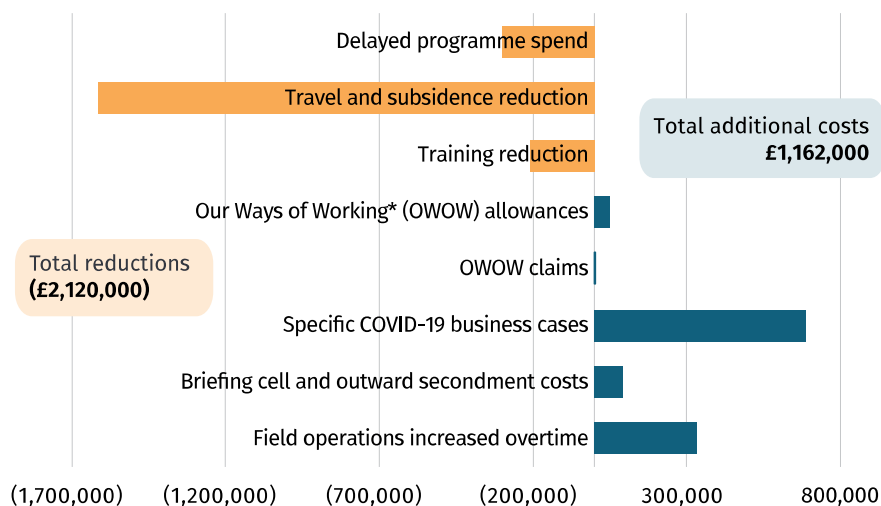 Delayed programme spend
Travel and subsidence reduction
Total additional costs
£1,162,000
Training reduction
Our Ways of Working* (OWOW) allowances
Total reductions
(£2,120,000)
OWOW claims
Specific COVID-19 business cases
Briefing cell and outward secondment costs
Field operations increased overtime
(1,700,000) (1,200,000) (700,000) (200,000) 300,000 800,000